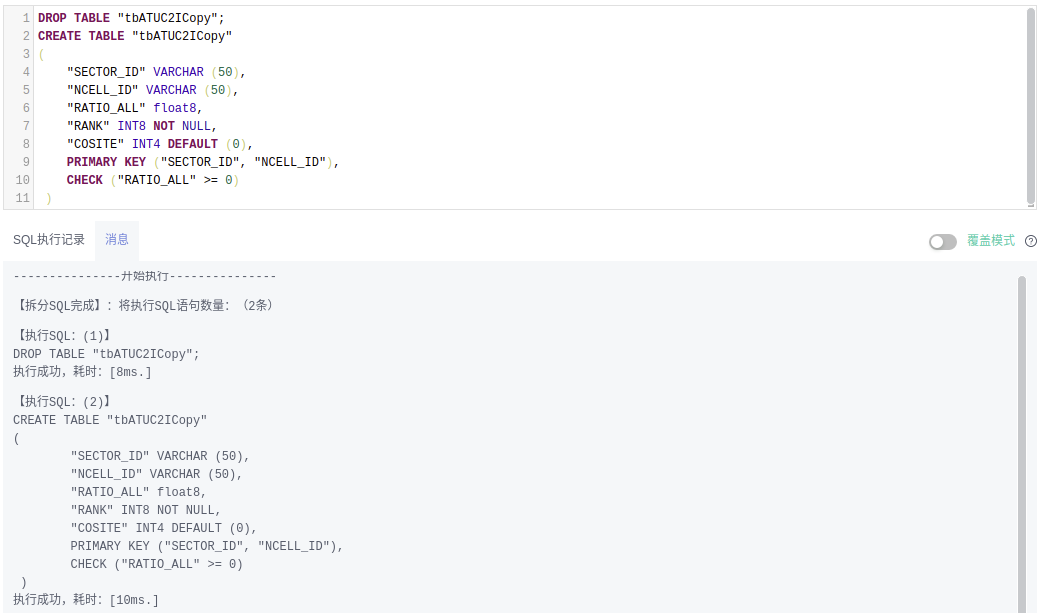 1 DROP TABLE "tbATUC2ICopy";
2 CREATE TABLE "tbATUC2ICopy"
3 (
4     "SECTOR_ID" VARCHAR (50),
5     "NCELL_ID" VARCHAR (50),
6     "RATIO_ALL" float8,
7     "RANK" INT8 NOT NULL,
8     "COSITE" INT4 DEFAULT (0),
9     PRIMARY KEY ("SECTOR_ID", "NCELL_ID"),
10     CHECK ("RATIO_ALL" >= 0)
11  )
SQL执行记录 消息 覆盖模式 ?
---------------开始执行---------------
【拆分SQL完成】：将执行SQL语句数量：（2条）
【执行SQL：(1)】
DROP TABLE "tbATUC2ICopy";
执行成功，耗时：[8ms.]
【执行SQL：(2)】
CREATE TABLE "tbATUC2ICopy"
(
        "SECTOR_ID" VARCHAR (50),
        "NCELL_ID" VARCHAR (50),
        "RATIO_ALL" float8,
        "RANK" INT8 NOT NULL,
        "COSITE" INT4 DEFAULT (0),
        PRIMARY KEY ("SECTOR_ID", "NCELL_ID"),
        CHECK ("RATIO_ALL" >= 0)
 )
执行成功，耗时：[10ms.]